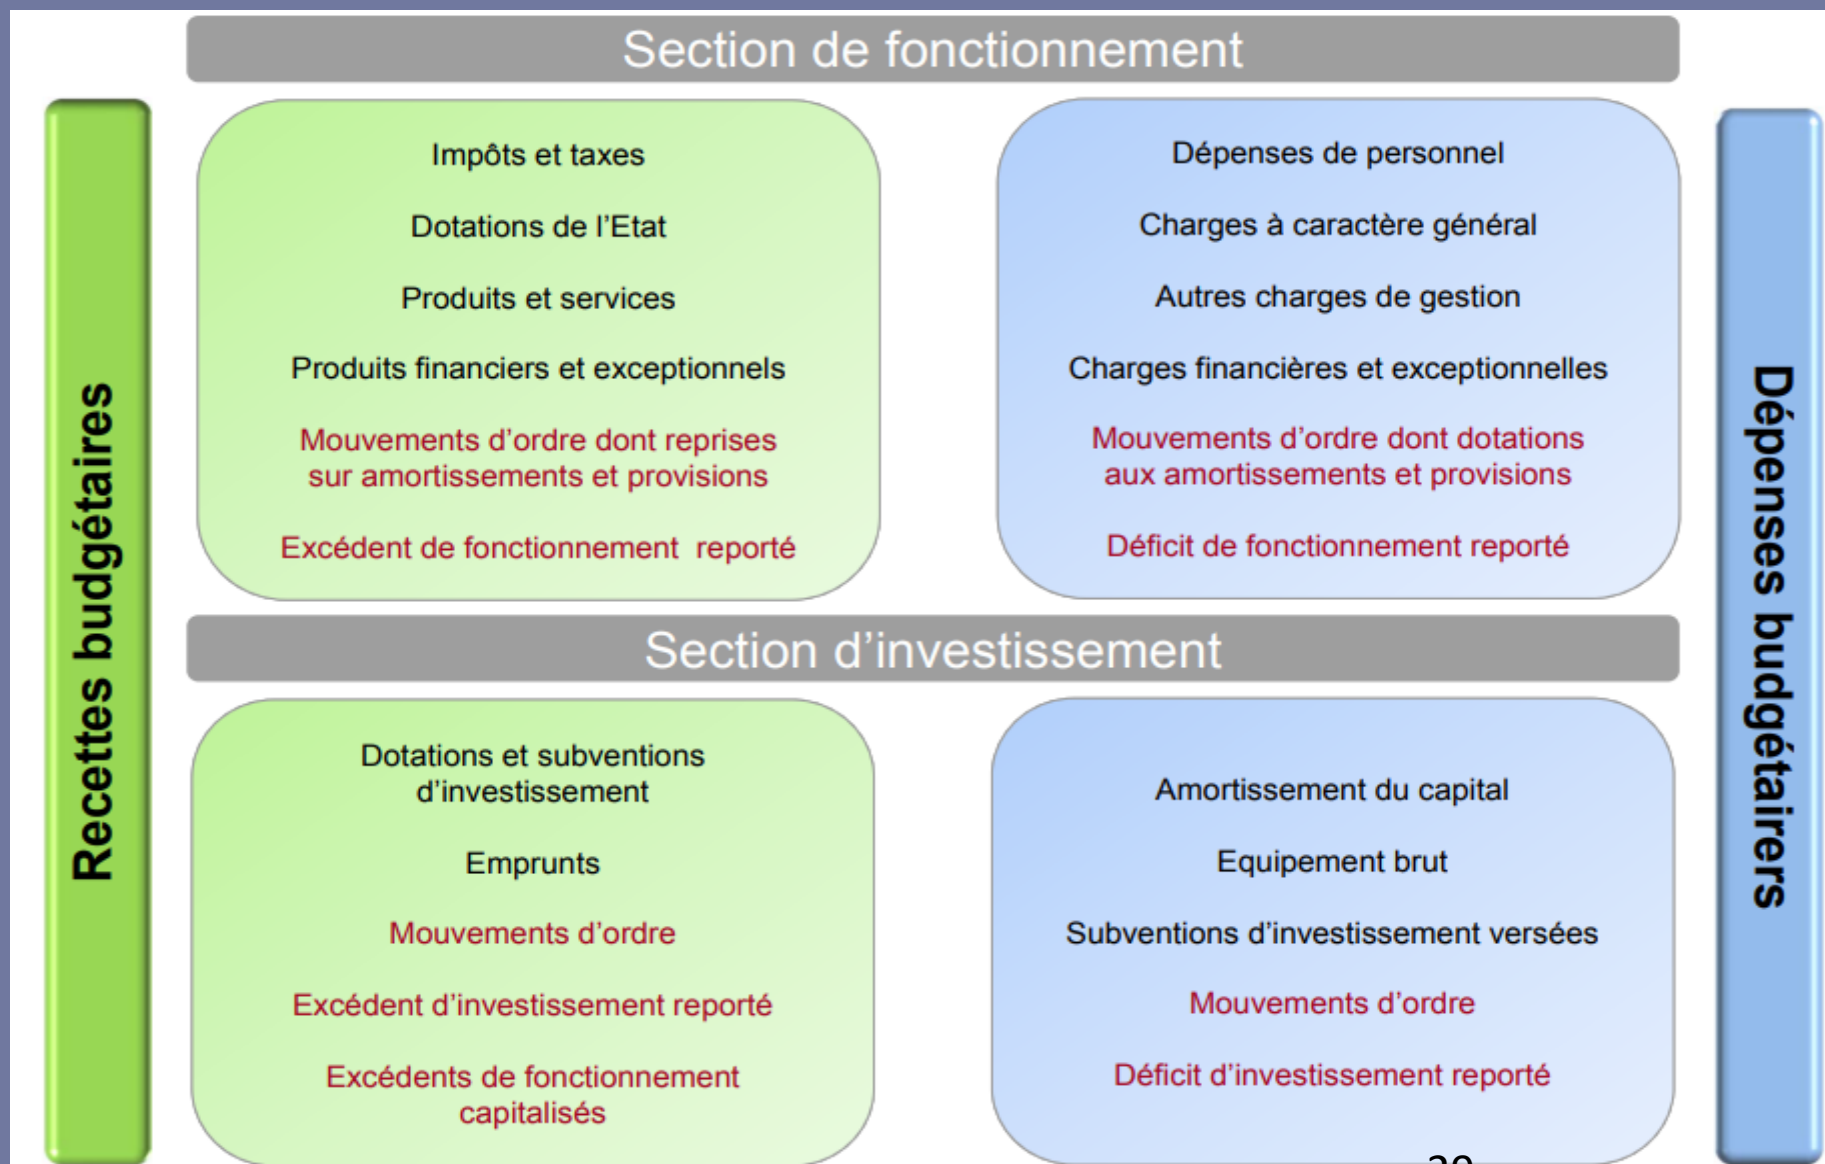 Section de fonctionnement
Recettes budgétaires
Impôts et taxes
Dotations de l'Etat
Produits et services
Produits financiers et exceptionnels
Mouvements d'ordre dont reprises
sur amortissements et provisions
Excédent de fonctionnement reporté
Dépenses de personnel
Charges à caractère général
Autres charges de gestion
Charges financières et exceptionnelles
Mouvements d'ordre dont dotations
aux amortissements et provisions
Déficit de fonctionnement reporté
Dépenses budgétairers
Section d'investissement
Dotations et subventions
d'investissement
Emprunts
Mouvements d'ordre
Excédent d'investissement reporté
Excédents de fonctionnement
capitalisés
Amortissement du capital
Equipement brut
Subventions d'investissement versées
Mouvements d'ordre
Déficit d'investissement reporté